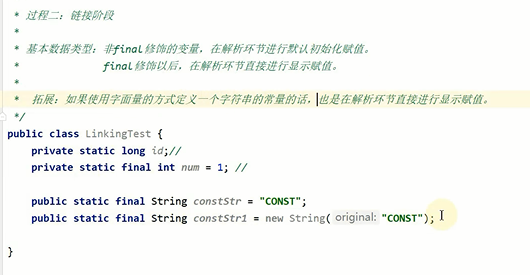 * 过程二：链接阶段
*
* 基本数据类型：非final修饰的变量，在解析环节进行默认初始化赋值。
* final修饰以后，在解析环节直接进行显示赋值。
*
* 拓展：如果使用字面量的方式定义一个字符串的常量的话，也是在解析环节直接进行显示赋值。
*/
public class LinkingTest {
private static long id;//
private static final int num = 1; //
public static final String constStr = "CONST";
public static final String constStr1 = new String( original: "CONST");
}